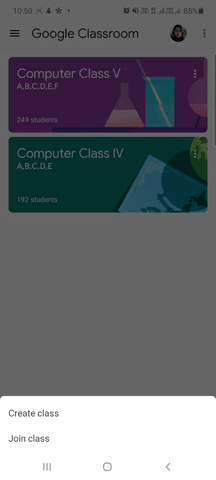 10:50
85%
Google Classroom
Computer Class V
A,B,C,D,E,F
249 students
Computer Class IV
A,B,C,D,E
192 students
Create class
Join class